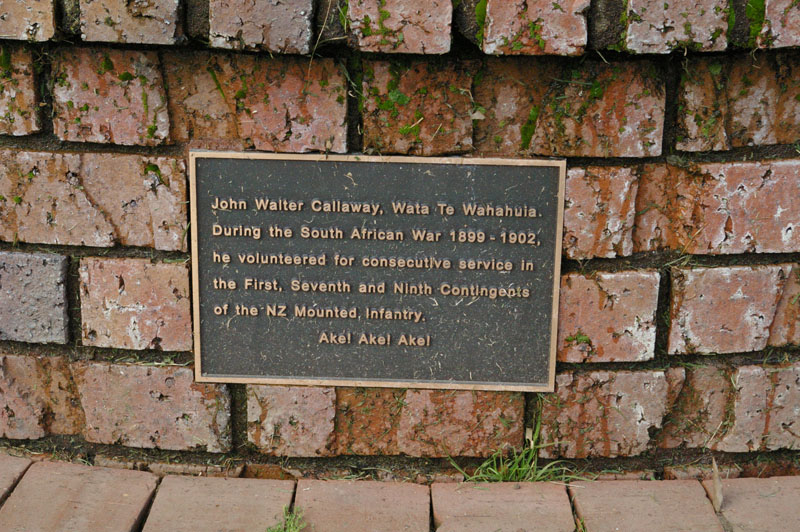 John Walter Callaway, Wata Te Wahahuia.
During the South African War 1899 - 1902,
he volunteered for consecutive service in
the First, Seventh and Ninth Contingents
of the NZ Mounted Infantry.
Ake! Ake! Ake!